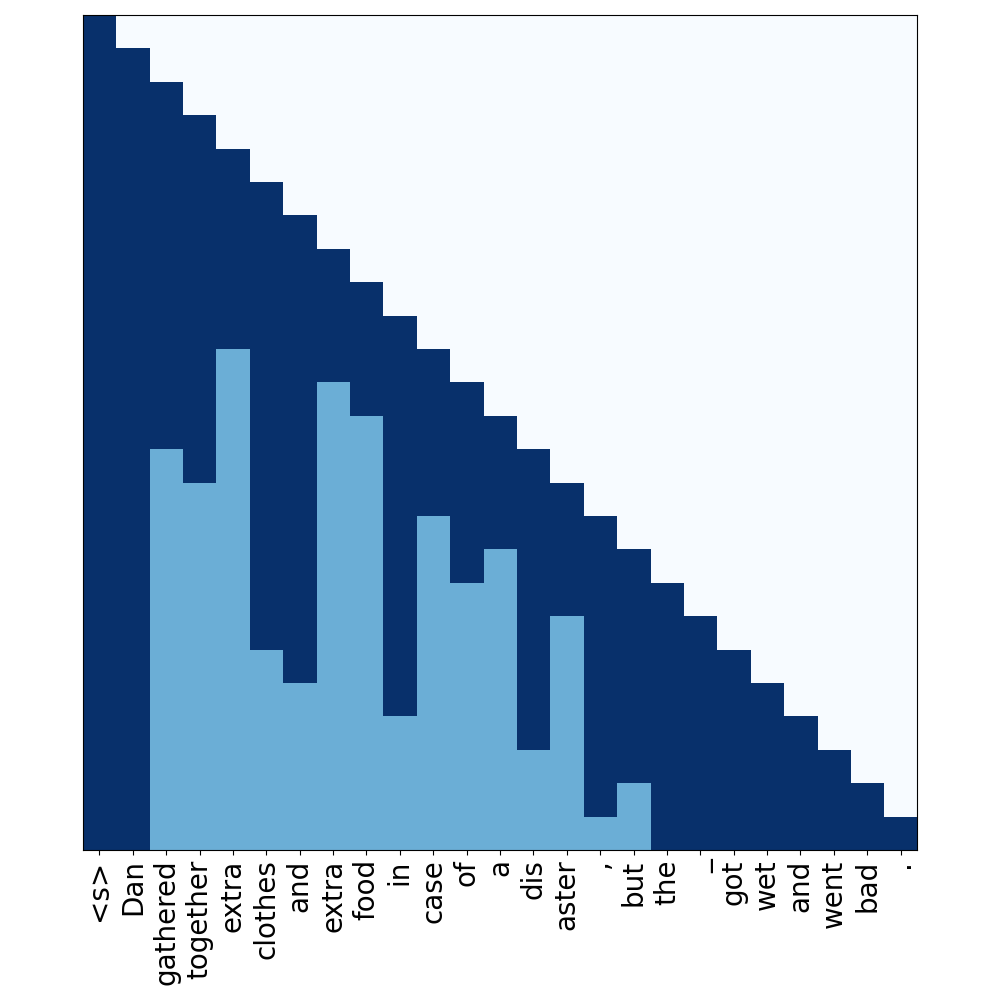 <s> Dan gathered together extra clothes and extra food in case of a dis aster , but the _ got wet and went bad .